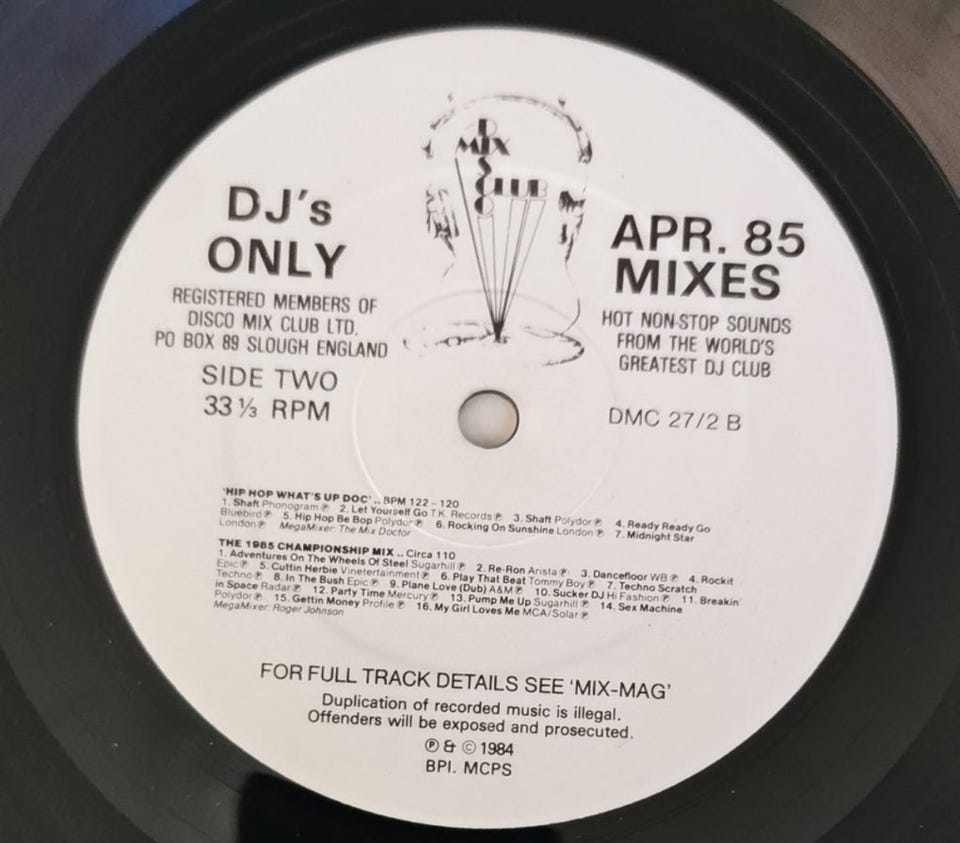 DISCO
MIX
CLUB
DJ's
ONLY
REGISTERED MEMBERS OF
DISCO MIX CLUB LTD.
PO BOX 89 SLOUGH ENGLAND
SIDE TWO
33 ⅓ RPM
APR. 85
MIXES
HOT NON-STOP SOUNDS
FROM THE WORLD'S
GREATEST DJ CLUB
DMC 27/2 B
'HIP HOP WHAT'S UP DOC' .. BPM 122 – 120
1. Shaft Phonogram ℗ 2. Let Yourself Go T.K. Records ℗ 3. Shaft Polydor ℗ 4. Ready Ready Go
Bluebird ℗ 5. Hip Hop Be Bop Polydor ℗ 6. Rocking On Sunshine London ℗ 7. Midnight Star
London ℗ MegaMixer: The Mix Doctor
THE 1985 CHAMPIONSHIP MIX .. Circa 110
1. Adventures On The Wheels Of Steel Sugarhill ℗ 2. Re-Ron Arista ℗ 3. Dancefloor WB ℗ 4. Rockit
Epic ℗ 5. Cuttin Herbie Vinetertainment ℗ 6. Play That Beat Tommy Boy ℗ 7. Techno Scratch
Techno ℗ 8. In The Bush Epic ℗ 9. Plane Love (Dub) A&M ℗ 10. Sucker DJ Hi Fashion ℗ 11. Breakin'
in Space Radar ℗ 12. Party Time Mercury ℗ 13. Pump Me Up Sugarhill ℗ 14. Sex Machine
Polydor ℗ 15. Gettin Money Profile ℗ 16. My Girl Loves Me MCA/Solar ℗
MegaMixer: Roger Johnson
FOR FULL TRACK DETAILS SEE 'MIX-MAG'
Duplication of recorded music is illegal.
Offenders will be exposed and prosecuted.
℗ & © 1984
BPI. MCPS